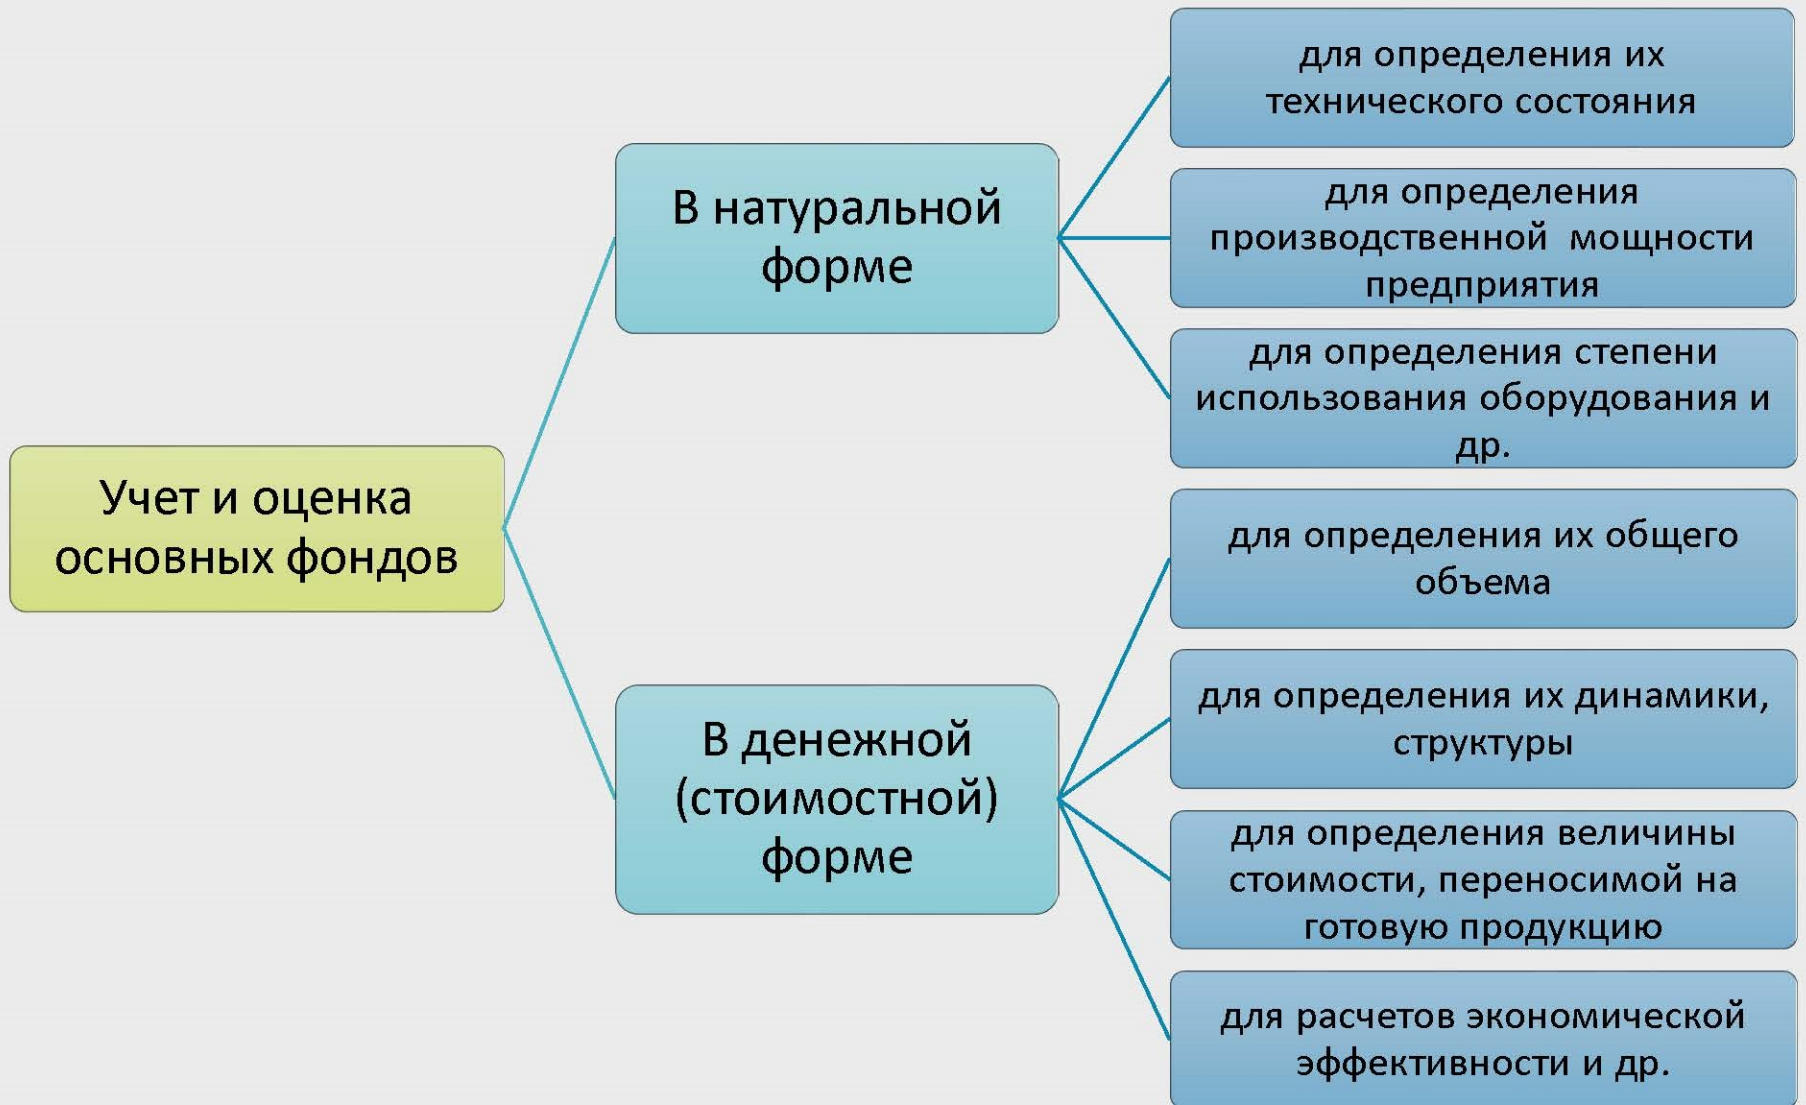 Учет и оценка
основных фондов
В натуральной
форме
для определения их
технического состояния
для определения
производственной мощности
предприятия
для определения степени
использования оборудования и
др.
В денежной
(стоимостной)
форме
для определения их общего
объема
для определения их динамики,
структуры
для определения величины
стоимости, переносимой на
готовую продукцию
для расчетов экономической
эффективности и др.